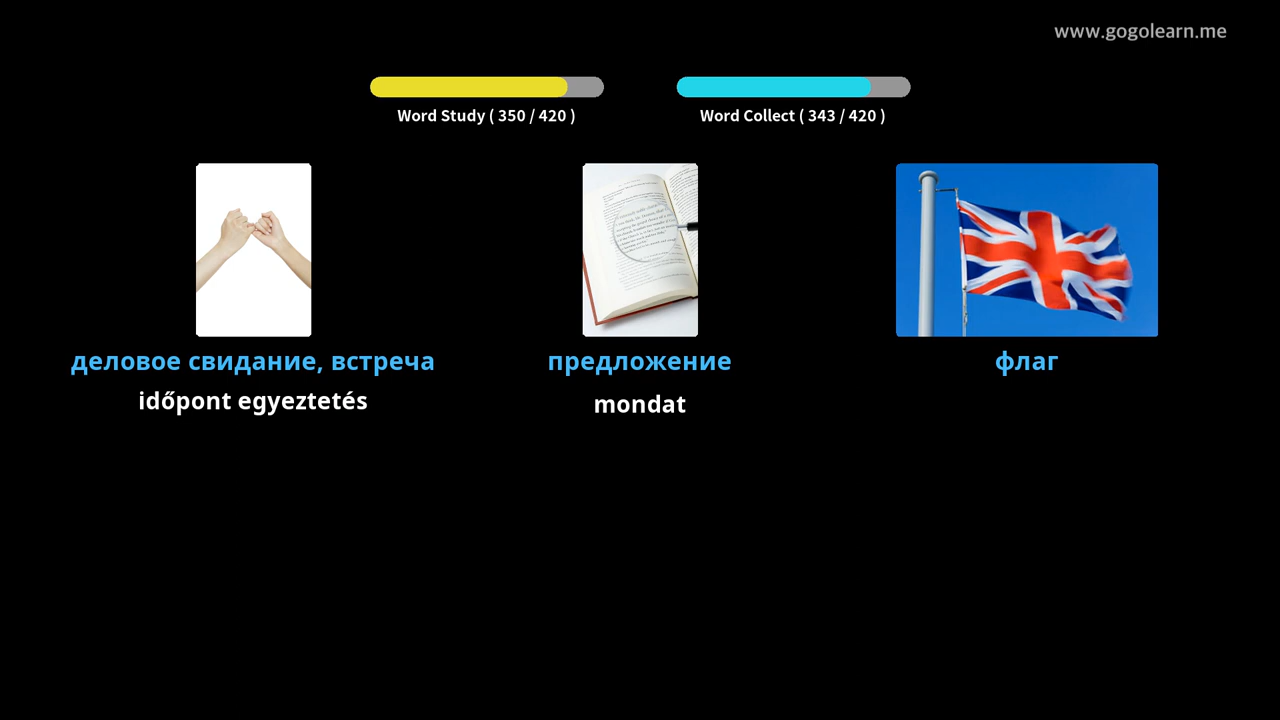 www.gogolearn.me
Word Study ( 350 / 420 )
Word Collect ( 343 / 420 )
деловое свидание, встреча
időpont egyeztetés
предложение
mondat
флаг